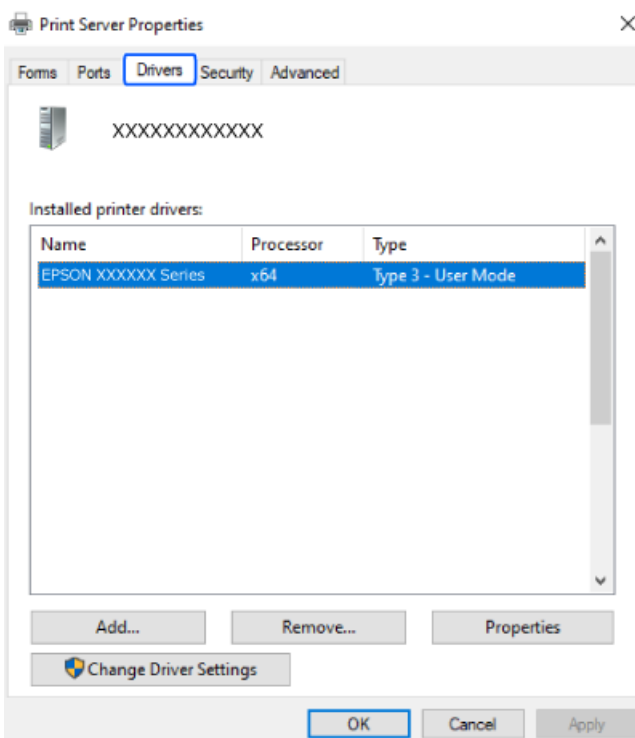 Print Server Properties
Forms Ports Drivers Security Advanced
XXXXXXXXXXXX
Installed printer drivers:
Name Processor Type
EPSON XXXXXX Series x64 Type 3 - User Mode
Add... Remove... Properties
Change Driver Settings
OK Cancel Apply